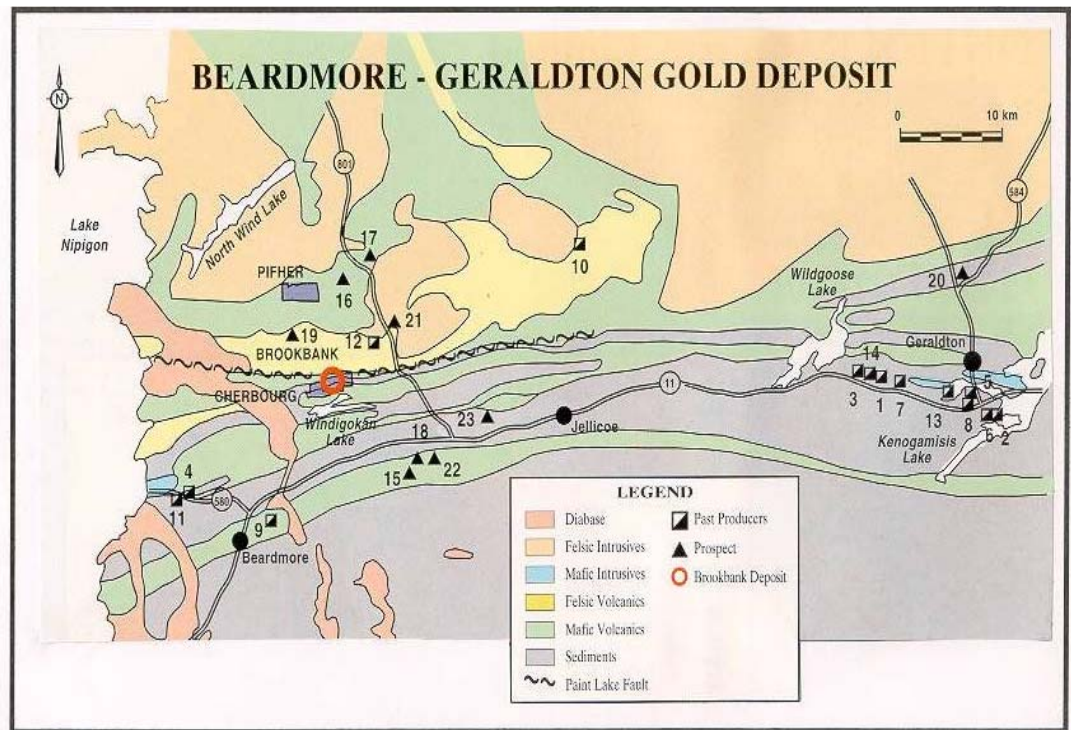 BEARDMORE - GERALDTON GOLD DEPOSIT
N
0 10 km
801
584
Lake
Nipigon
North Wind Lake
17
10
PIFHER
16
Wildgoose
Lake
20
19
12
21
BROOKBANK
Geraldton
14
CHERBOURG
11
5
Windigokan
Lake
23
3
1
7
13
8
18
Jellicoe
Kenogamisis
Lake
6
2
4
15
22
580
11
9
Beardmore
LEGEND
Diabase
Felsic Intrusives
Mafic Intrusives
Felsic Volcanics
Mafic Volcanics
Sediments
Paint Lake Fault
Past Producers
Prospect
Brookbank Deposit